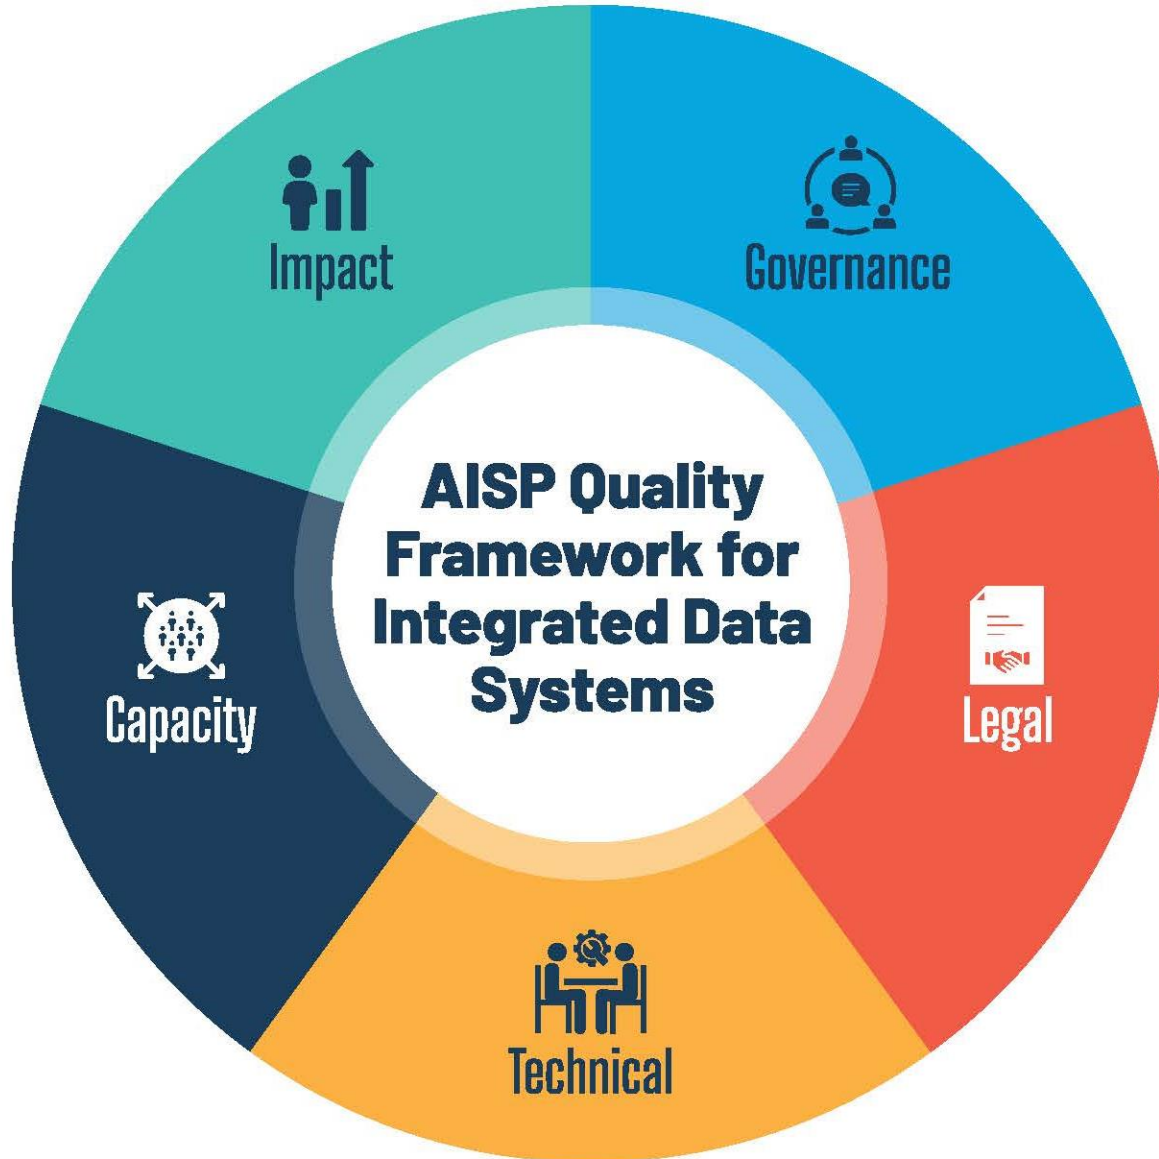 Impact
Governance
AISP Quality
Framework for
Integrated Data
Systems
Capacity
Legal
Technical